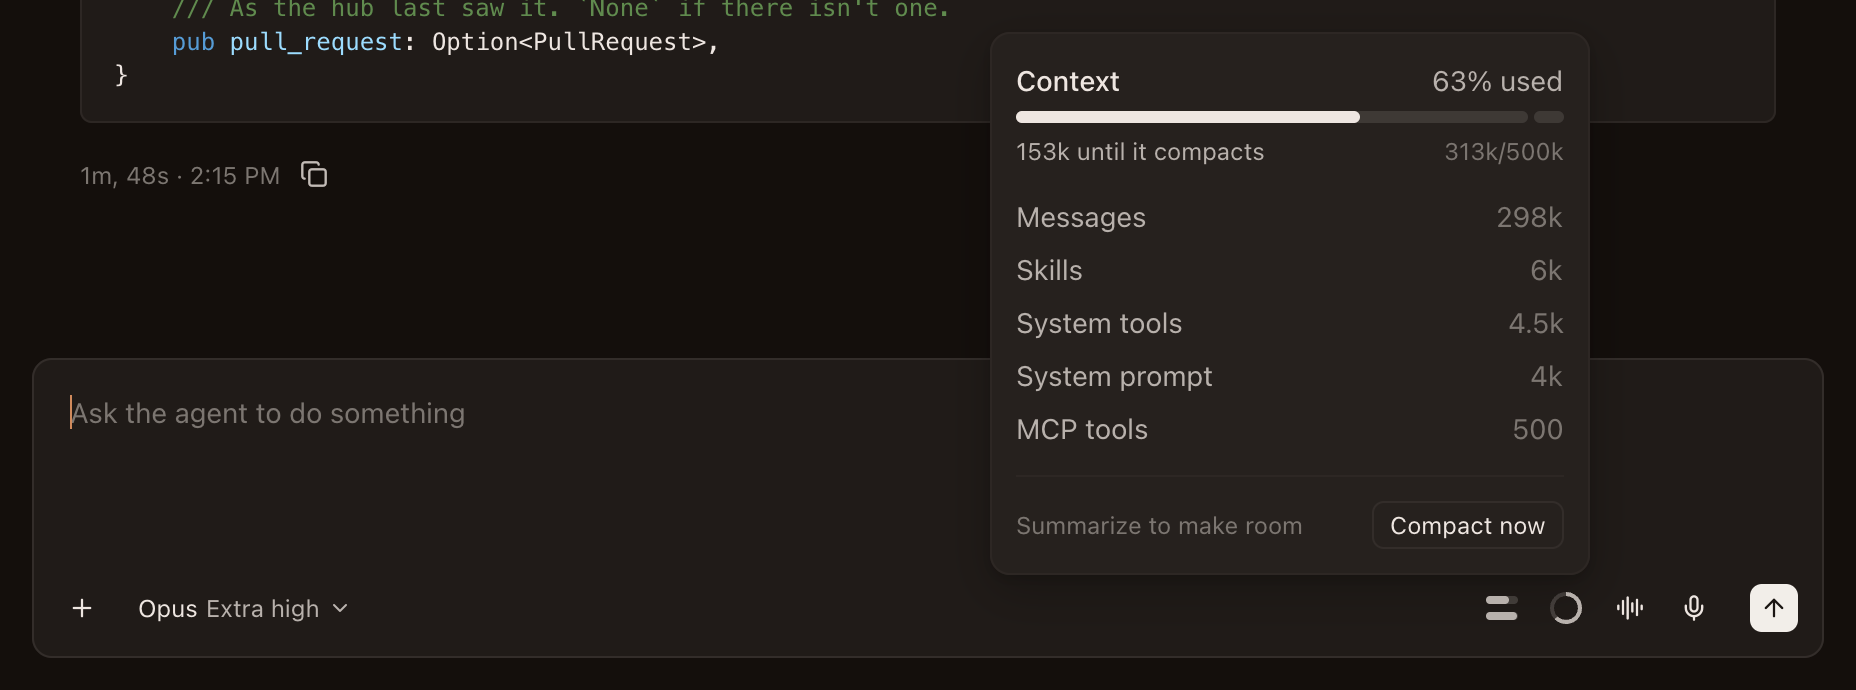 /// As the hub last saw it. `None` if there isn't one.
pub pull_request: Option<PullRequest>,
}
1m, 48s · 2:15 PM
Context 63% used
153k until it compacts 313k/500k
Messages 298k
Skills 6k
System tools 4.5k
System prompt 4k
MCP tools 500
Summarize to make room Compact now
Ask the agent to do something
Opus Extra high